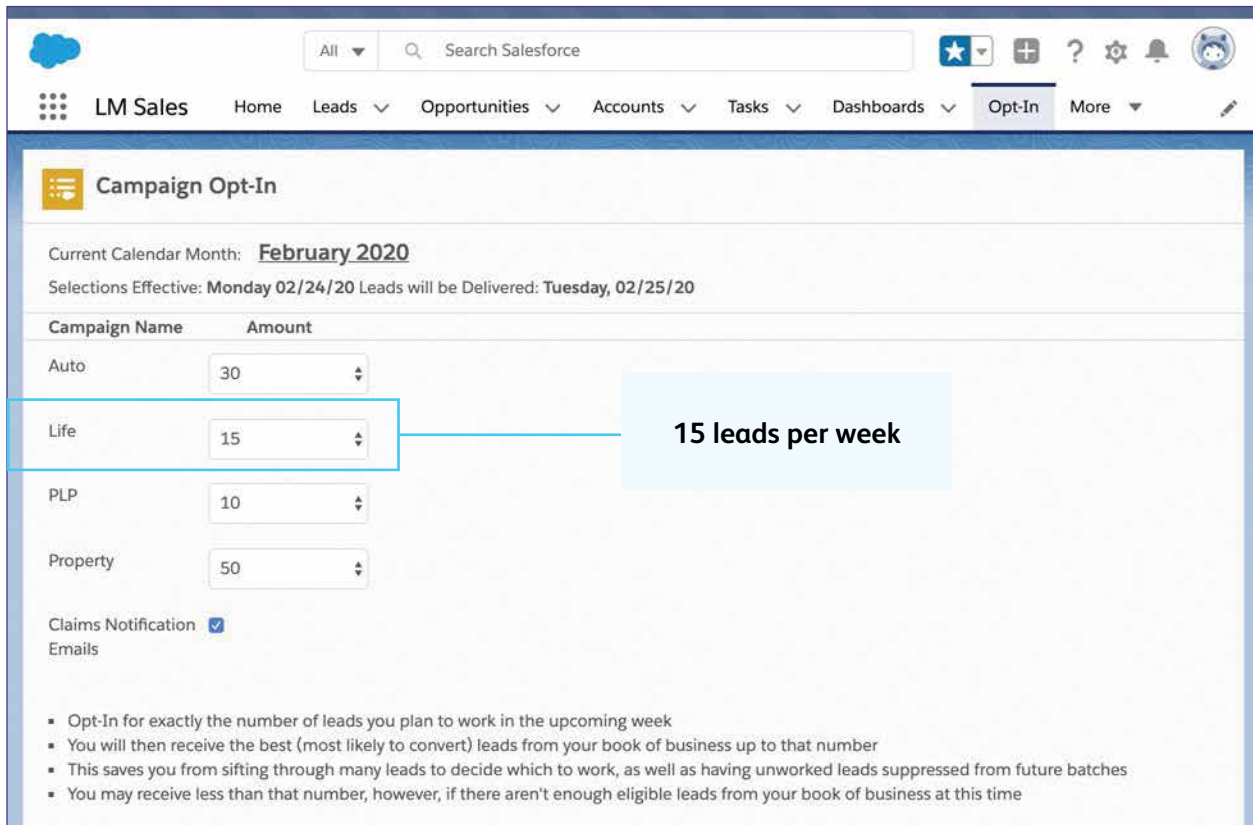 All Search Salesforce
LM Sales Home Leads Opportunities Accounts Tasks Dashboards Opt-In More
Campaign Opt-In
Current Calendar Month: February 2020
Selections Effective: Monday 02/24/20 Leads will be Delivered: Tuesday, 02/25/20
Campaign Name Amount
Auto 30
Life 15 15 leads per week
PLP 10
Property 50
Claims Notification
Emails
▪ Opt-In for exactly the number of leads you plan to work in the upcoming week
▪ You will then receive the best (most likely to convert) leads from your book of business up to that number
▪ This saves you from sifting through many leads to decide which to work, as well as having unworked leads suppressed from future batches
▪ You may receive less than that number, however, if there aren't enough eligible leads from your book of business at this time